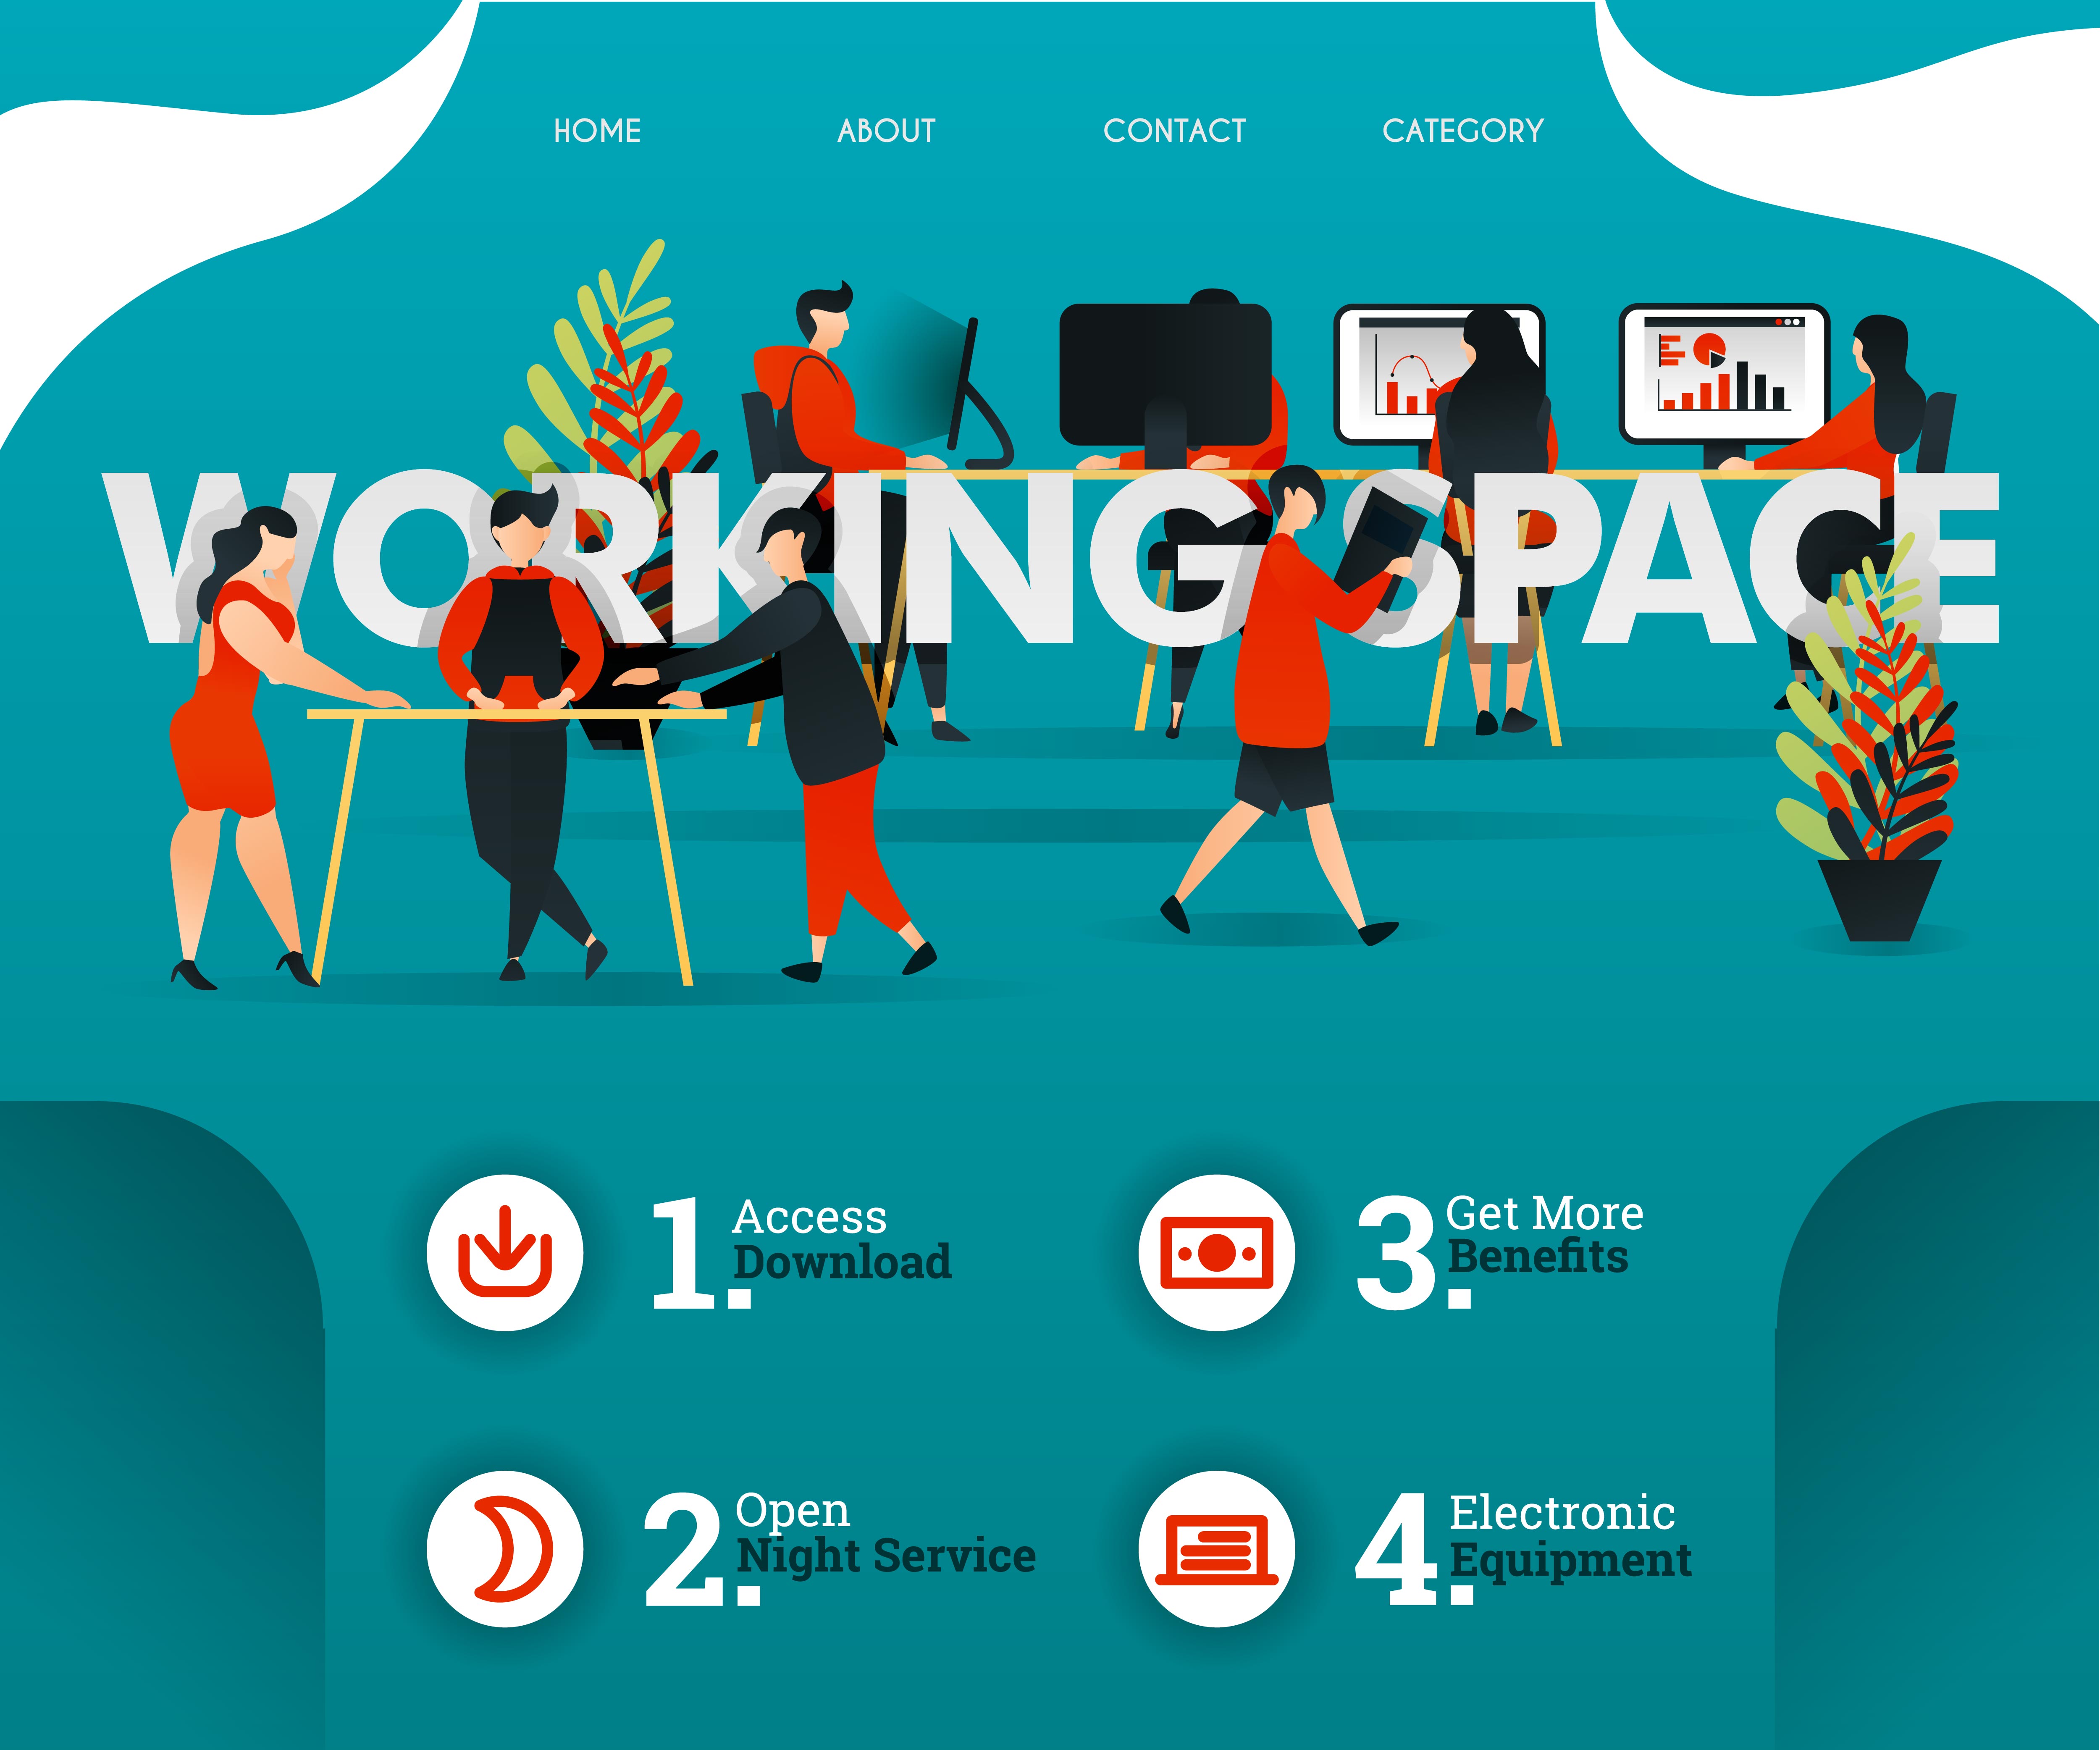 HOME ABOUT CONTACT CATEGORY
WORKING SPACE
1. Access
Download
3. Get More
Benefits
2. Open
Night Service
4. Electronic
Equipment